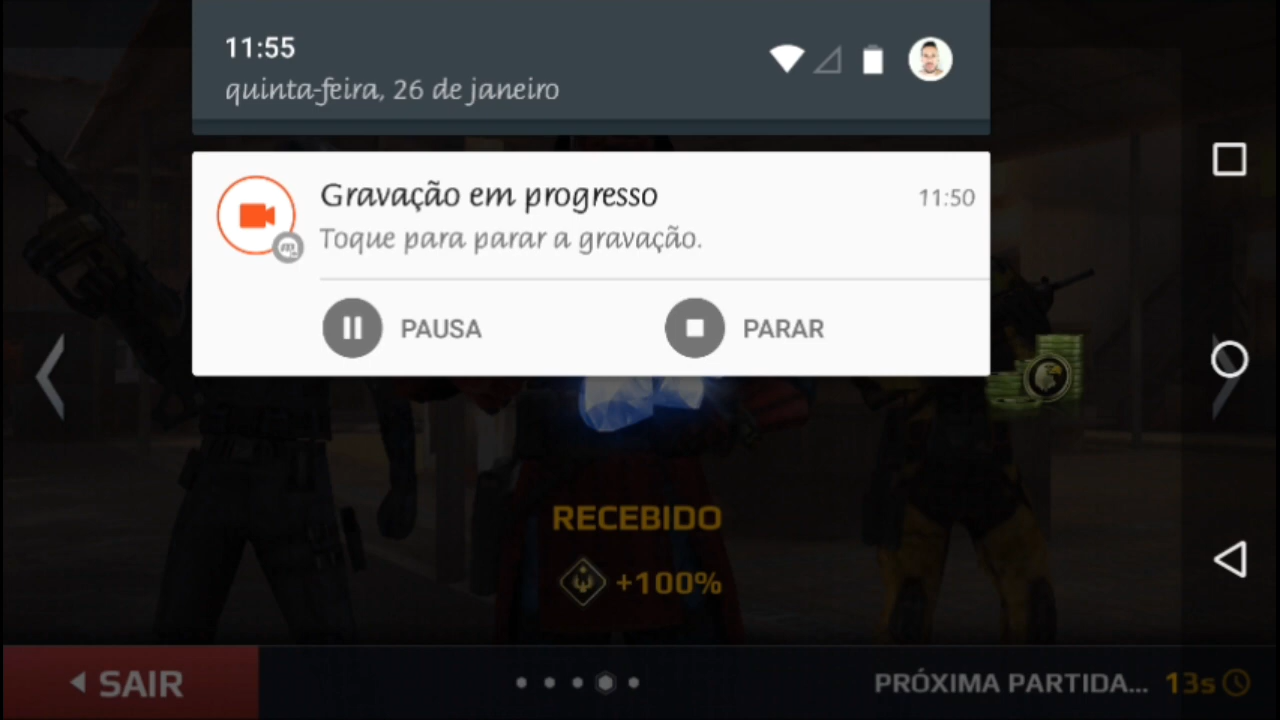 11:55
quinta-feira, 26 de janeiro
Gravação em progresso
11:50
Toque para parar a gravação.
PAUSA
PARAR
RECEBIDO
+100%
SAIR
PRÓXIMA PARTIDA... 13s